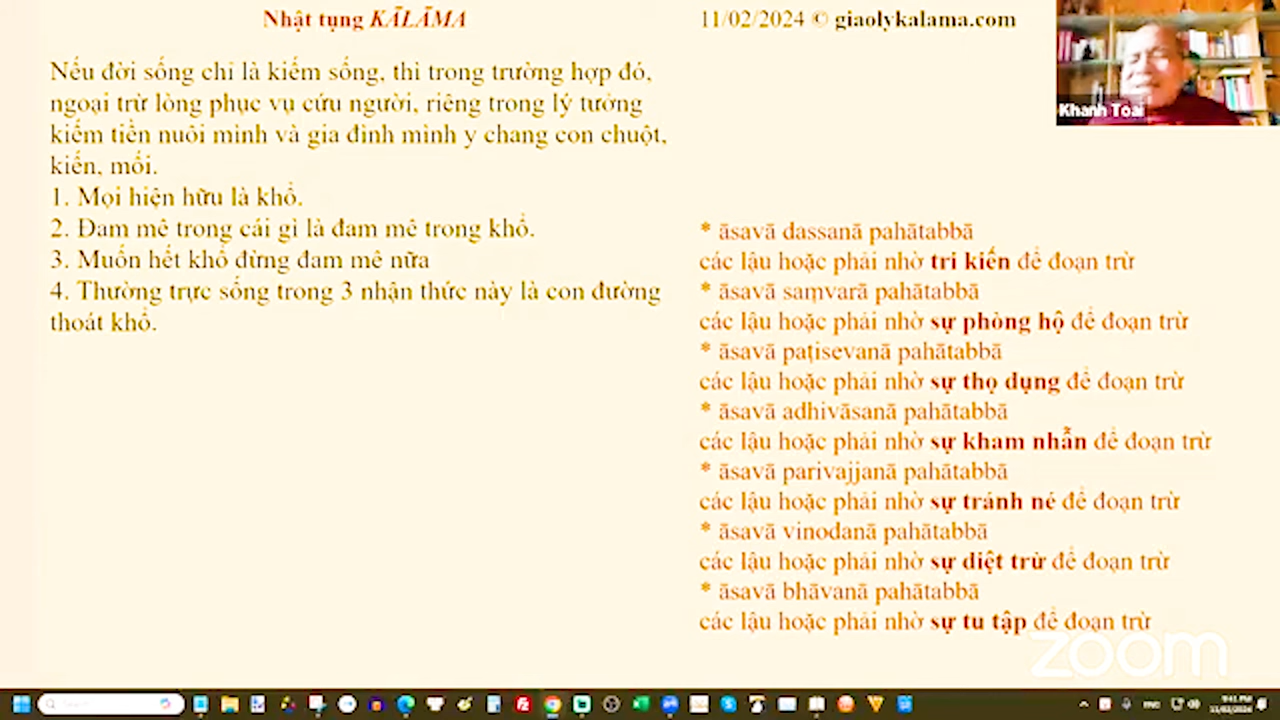 Nhật tụng KĀLĀMA
11/02/2024 © giaolykalama.com
Khanh Toai
Nếu đời sống chỉ là kiếm sống, thì trong trường hợp đó,
ngoại trừ lòng phục vụ cứu người, riêng trong lý tưởng
kiếm tiền nuôi mình và gia đình mình y chang con chuột,
kiến, mối.
1. Mọi hiện hữu là khổ.
2. Đam mê trong cái gì là đam mê trong khổ.
3. Muốn hết khổ đừng đam mê nữa
4. Thường trực sống trong 3 nhận thức này là con đường
thoát khổ.
* āsavā dassanā pahātabbā
các lậu hoặc phải nhờ tri kiến để đoạn trừ
* āsavā saṃvarā pahātabbā
các lậu hoặc phải nhờ sự phòng hộ để đoạn trừ
* āsavā paṭisevanā pahātabbā
các lậu hoặc phải nhờ sự thọ dụng để đoạn trừ
* āsavā adhivāsanā pahātabbā
các lậu hoặc phải nhờ sự kham nhẫn để đoạn trừ
* āsavā parivajjanā pahātabbā
các lậu hoặc phải nhờ sự tránh né để đoạn trừ
* āsavā vinodanā pahātabbā
các lậu hoặc phải nhờ sự diệt trừ để đoạn trừ
* āsavā bhāvanā pahātabbā
các lậu hoặc phải nhờ sự tu tập để đoạn trừ
zoom